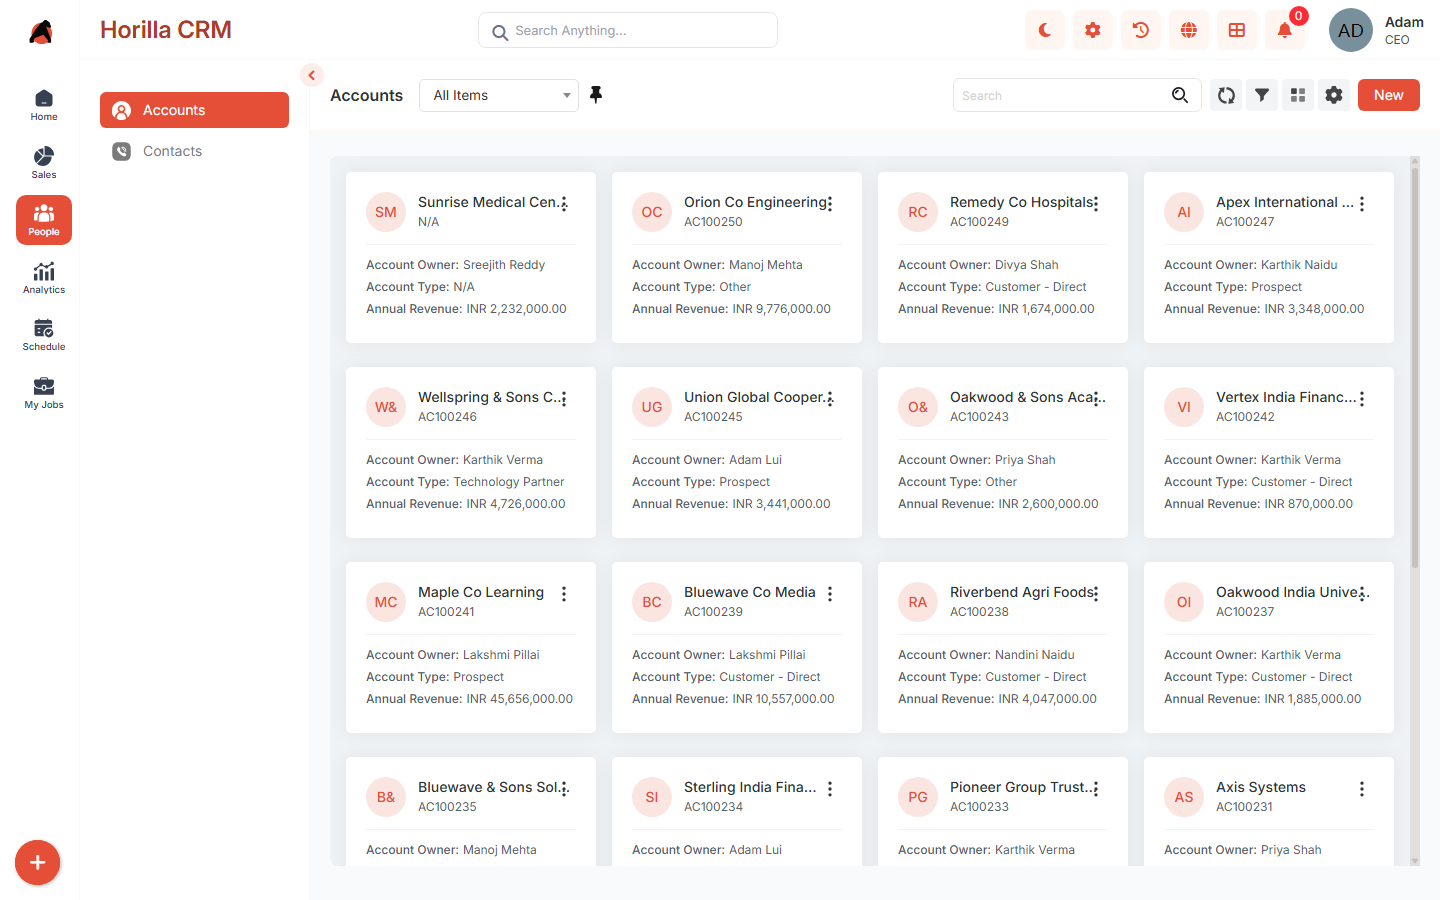 Horilla CRM
Search Anything...
0
AD
Adam
CEO
Home
Sales
People
Analytics
Schedule
My Jobs
Accounts
Contacts
Accounts
All Items
Search
New
SM
Sunrise Medical Cen...
N/A
Account Owner: Sreejith Reddy
Account Type: N/A
Annual Revenue: INR 2,232,000.00
OC
Orion Co Engineering
AC100250
Account Owner: Manoj Mehta
Account Type: Other
Annual Revenue: INR 9,776,000.00
RC
Remedy Co Hospitals
AC100249
Account Owner: Divya Shah
Account Type: Customer - Direct
Annual Revenue: INR 1,674,000.00
AI
Apex International ...
AC100247
Account Owner: Karthik Naidu
Account Type: Prospect
Annual Revenue: INR 3,348,000.00
W&
Wellspring & Sons C...
AC100246
Account Owner: Karthik Verma
Account Type: Technology Partner
Annual Revenue: INR 4,726,000.00
UG
Union Global Cooper...
AC100245
Account Owner: Adam Lui
Account Type: Prospect
Annual Revenue: INR 3,441,000.00
O&
Oakwood & Sons Aca...
AC100243
Account Owner: Priya Shah
Account Type: Other
Annual Revenue: INR 2,600,000.00
VI
Vertex India Financ...
AC100242
Account Owner: Karthik Verma
Account Type: Customer - Direct
Annual Revenue: INR 870,000.00
MC
Maple Co Learning
AC100241
Account Owner: Lakshmi Pillai
Account Type: Prospect
Annual Revenue: INR 45,656,000.00
BC
Bluewave Co Media
AC100239
Account Owner: Lakshmi Pillai
Account Type: Customer - Direct
Annual Revenue: INR 10,557,000.00
RA
Riverbend Agri Foods
AC100238
Account Owner: Nandini Naidu
Account Type: Customer - Direct
Annual Revenue: INR 4,047,000.00
OI
Oakwood India Unive...
AC100237
Account Owner: Karthik Verma
Account Type: Customer - Direct
Annual Revenue: INR 1,885,000.00
B&
Bluewave & Sons Sol...
AC100235
Account Owner: Manoj Mehta
SI
Sterling India Fina...
AC100234
Account Owner: Adam Lui
PG
Pioneer Group Trust...
AC100233
Account Owner: Karthik Verma
AS
Axis Systems
AC100231
Account Owner: Priya Shah